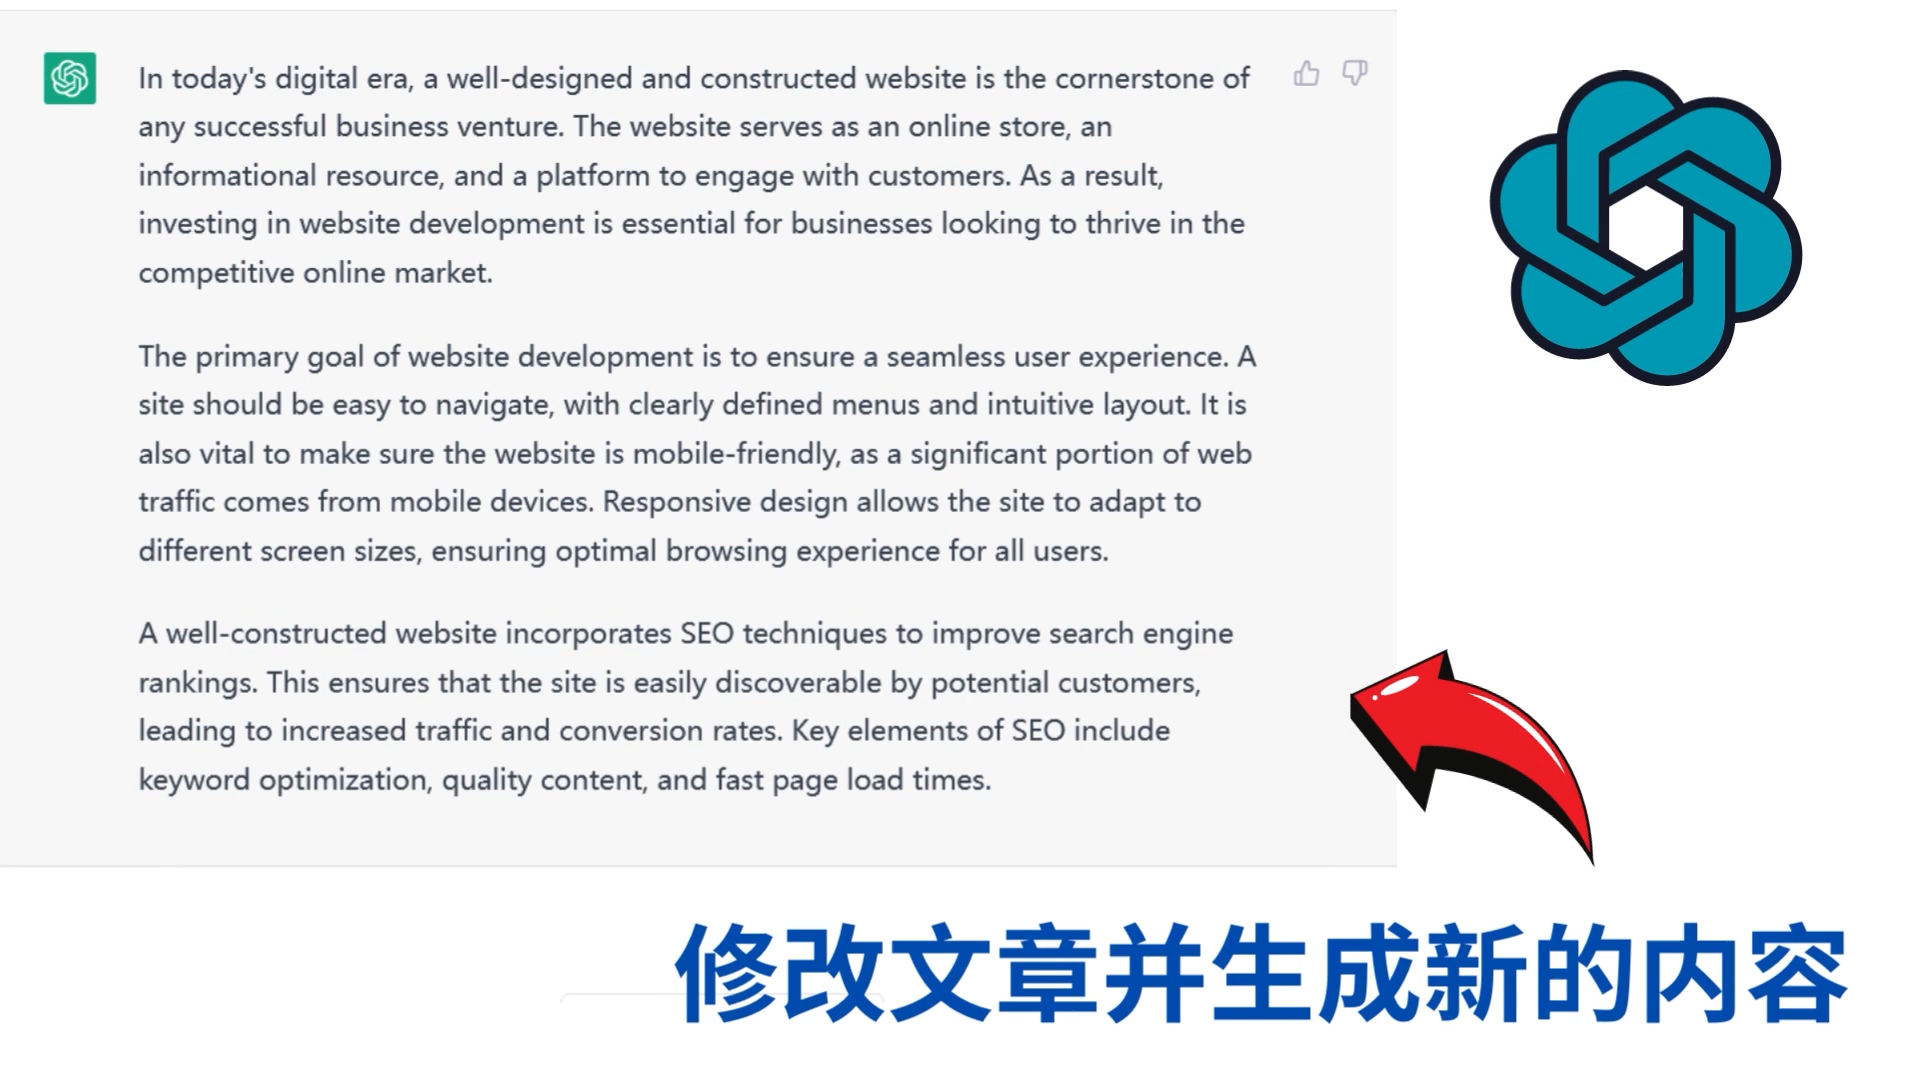 In today's digital era, a well-designed and constructed website is the cornerstone of
any successful business venture. The website serves as an online store, an
informational resource, and a platform to engage with customers. As a result,
investing in website development is essential for businesses looking to thrive in the
competitive online market.
The primary goal of website development is to ensure a seamless user experience. A
site should be easy to navigate, with clearly defined menus and intuitive layout. It is
also vital to make sure the website is mobile-friendly, as a significant portion of web
traffic comes from mobile devices. Responsive design allows the site to adapt to
different screen sizes, ensuring optimal browsing experience for all users.
A well-constructed website incorporates SEO techniques to improve search engine
rankings. This ensures that the site is easily discoverable by potential customers,
leading to increased traffic and conversion rates. Key elements of SEO include
keyword optimization, quality content, and fast page load times.
修改文章并生成新的内容